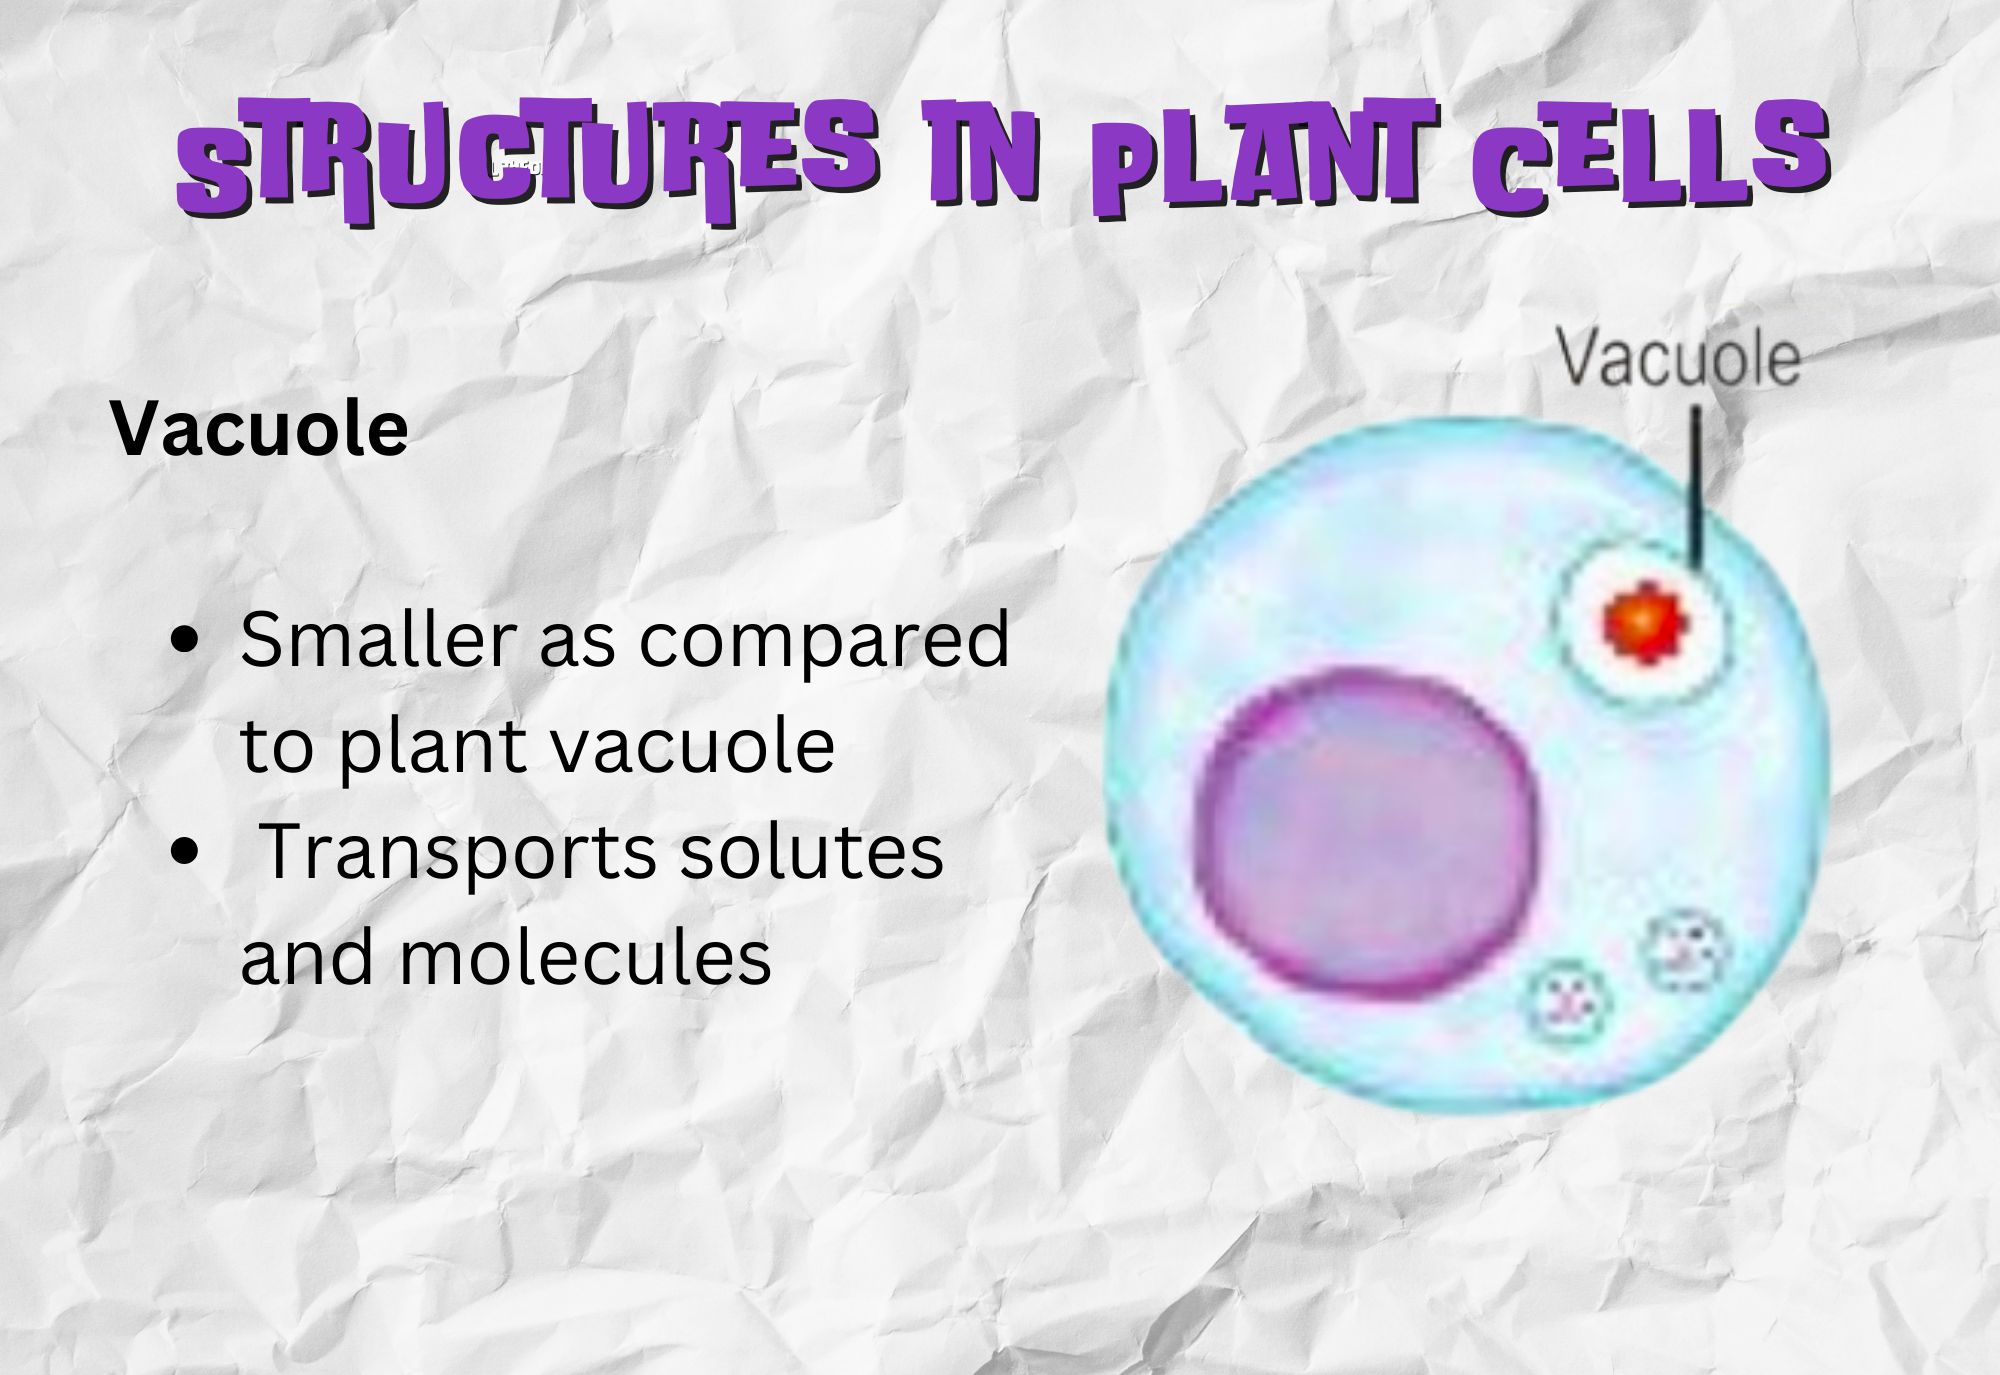 STRUCTURES IN PLANT CELLS
Vacuole
Vacuole
• Smaller as compared
to plant vacuole
• Transports solutes
and molecules